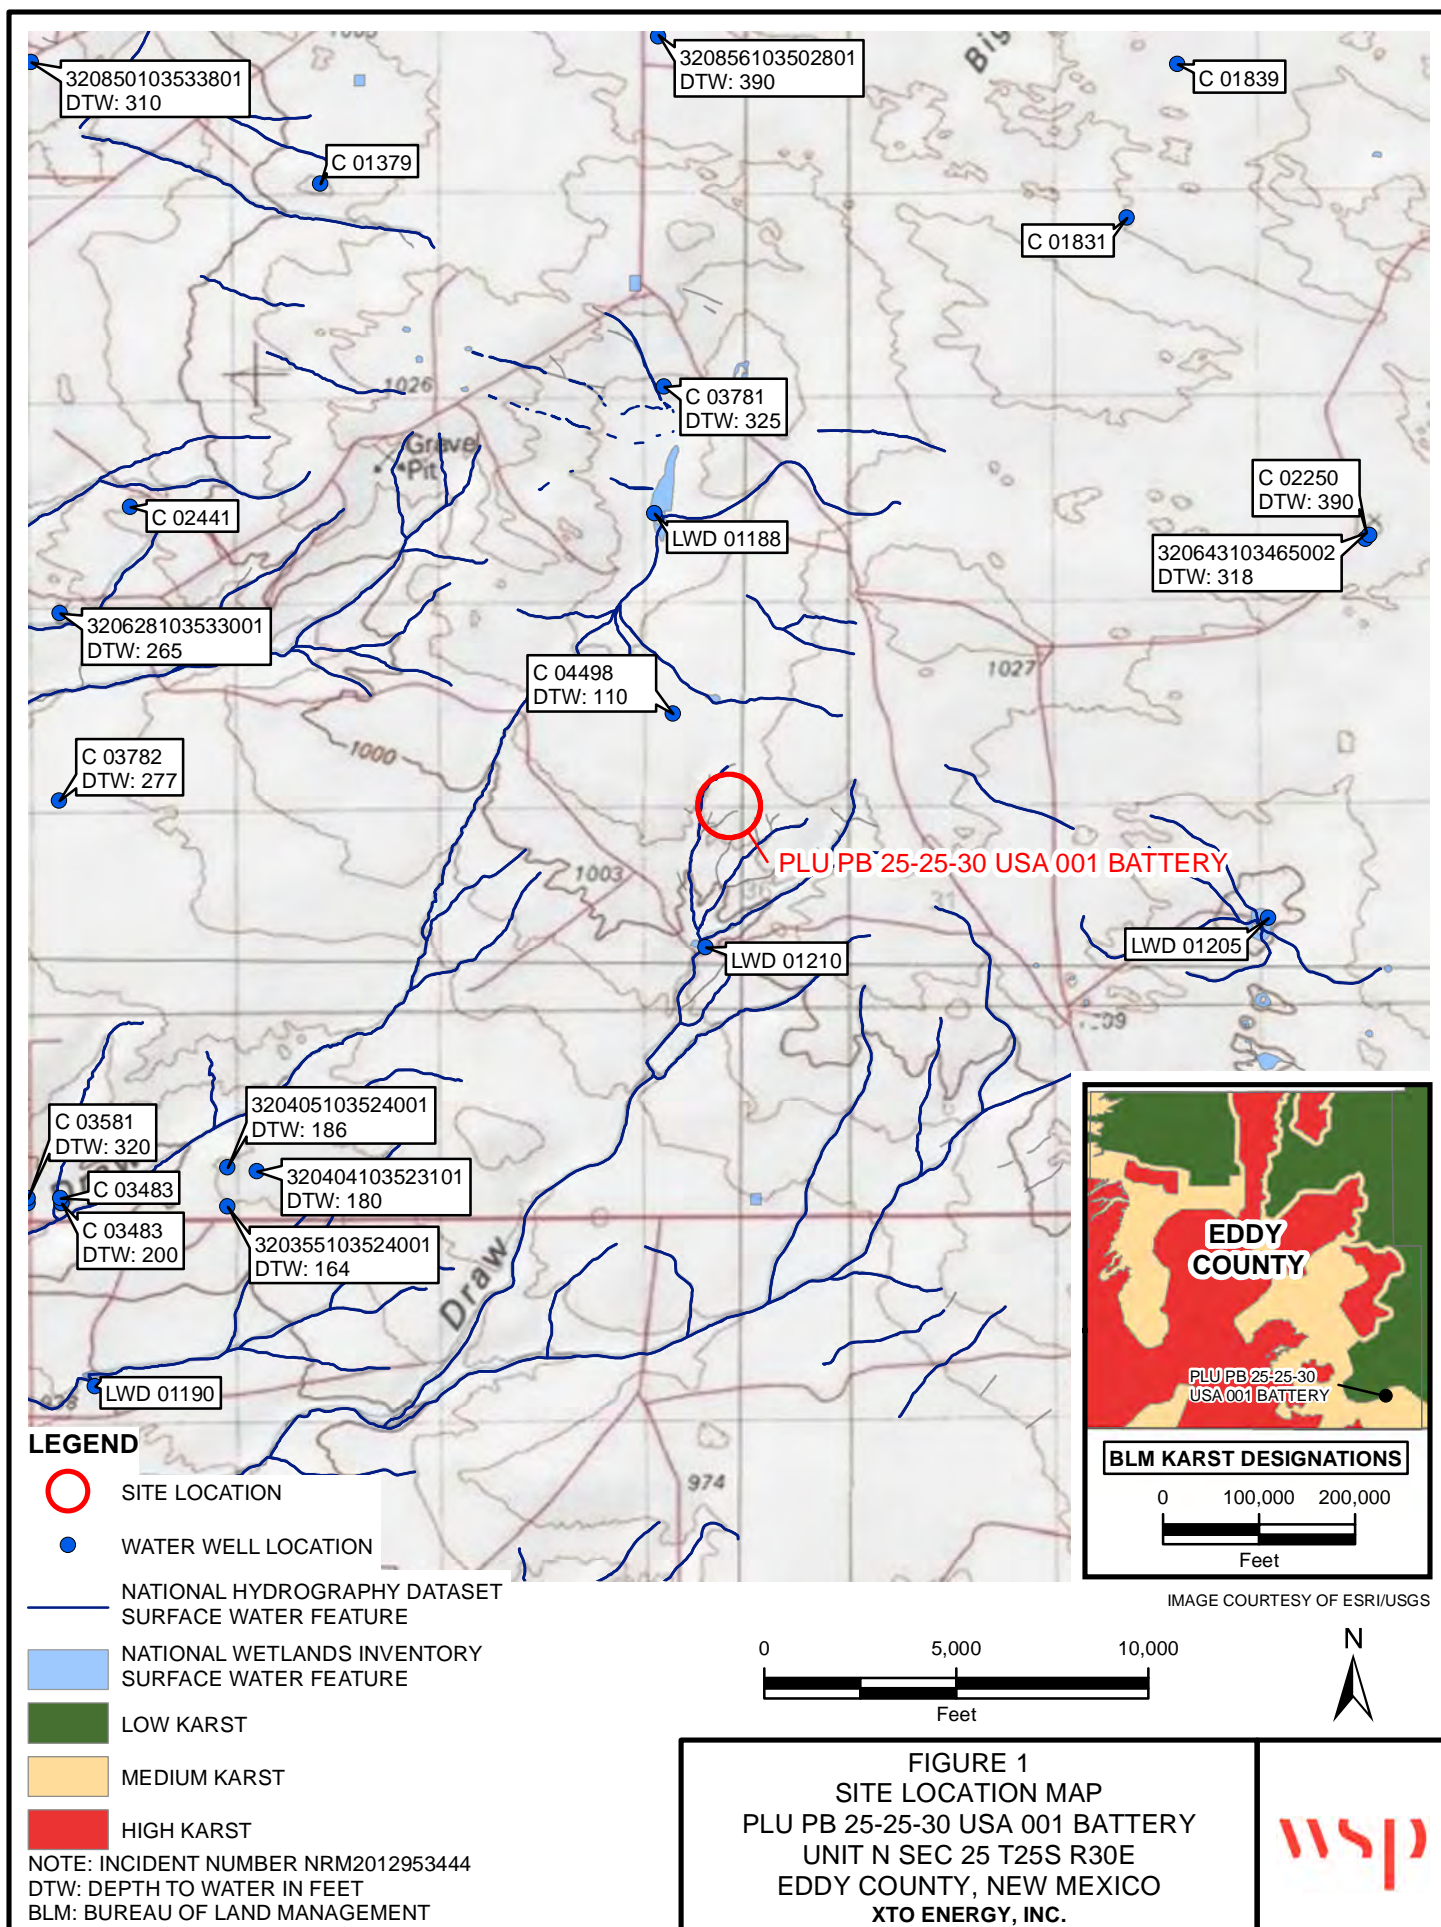 1005
Big
320850103533801
DTW: 310
320856103502801
DTW: 390
C 01839
C 01379
C 01831
1026
C 03781
DTW: 325
Gravel
Pit
C 02441
LWD 01188
C 02250
DTW: 390
320643103465002
DTW: 318
320628103533001
DTW: 265
C 04498
DTW: 110
1027
1000
C 03782
DTW: 277
PLU PB 25-25-30 USA 001 BATTERY
1003
36
31
LWD 01210
LWD 01205
C 03581
DTW: 320
320405103524001
DTW: 186
C 03483
320404103523101
DTW: 180
C 03483
DTW: 200
320355103524001
DTW: 164
Draw
LWD 01190
974
EDDY
COUNTY
PLU PB 25-25-30
USA 001 BATTERY
BLM KARST DESIGNATIONS
0 100,000 200,000
Feet
IMAGE COURTESY OF ESRI/USGS
LEGEND
SITE LOCATION
WATER WELL LOCATION
NATIONAL HYDROGRAPHY DATASET
SURFACE WATER FEATURE
NATIONAL WETLANDS INVENTORY
SURFACE WATER FEATURE
LOW KARST
MEDIUM KARST
HIGH KARST
NOTE: INCIDENT NUMBER NRM2012953444
DTW: DEPTH TO WATER IN FEET
BLM: BUREAU OF LAND MANAGEMENT
0 5,000 10,000
Feet
N
FIGURE 1
SITE LOCATION MAP
PLU PB 25-25-30 USA 001 BATTERY
UNIT N SEC 25 T25S R30E
EDDY COUNTY, NEW MEXICO
XTO ENERGY, INC.
wsp